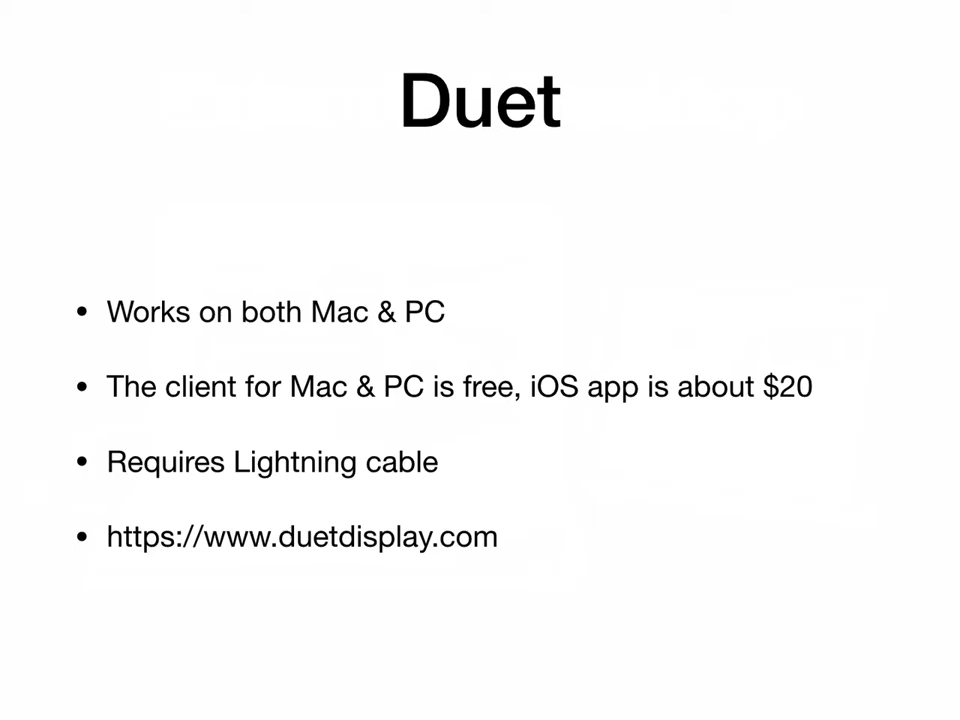 Duet
• Works on both Mac & PC
• The client for Mac & PC is free, iOS app is about $20
• Requires Lightning cable
• https://www.duetdisplay.com